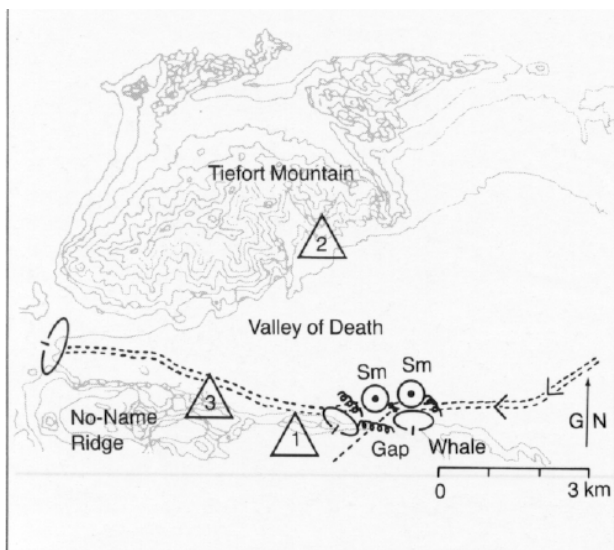 Tiefort Mountain
2
Valley of Death
Sm
Sm
3
No-Name
Ridge
1
Gap
Whale
G N
0
3 km